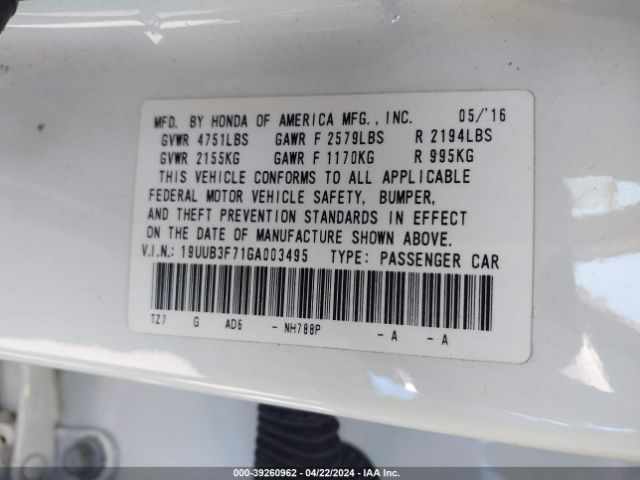 MFD. BY HONDA OF AMERICA MFG., INC. 05/'16
GVWR 4751LBS GAWR F 2579LBS R 2194LBS
GVWR 2155KG GAWR F 1170KG R 995KG
THIS VEHICLE CONFORMS TO ALL APPLICABLE
FEDERAL MOTOR VEHICLE SAFETY, BUMPER,
AND THEFT PREVENTION STANDARDS IN EFFECT
ON THE DATE OF MANUFACTURE SHOWN ABOVE.
V.I.N.: 19UUB3F71GA003495 TYPE: PASSENGER CAR
TZ7 G AD6 - NH788P - A - A
000-39260962 - 04/22/2024 - IAA Inc.